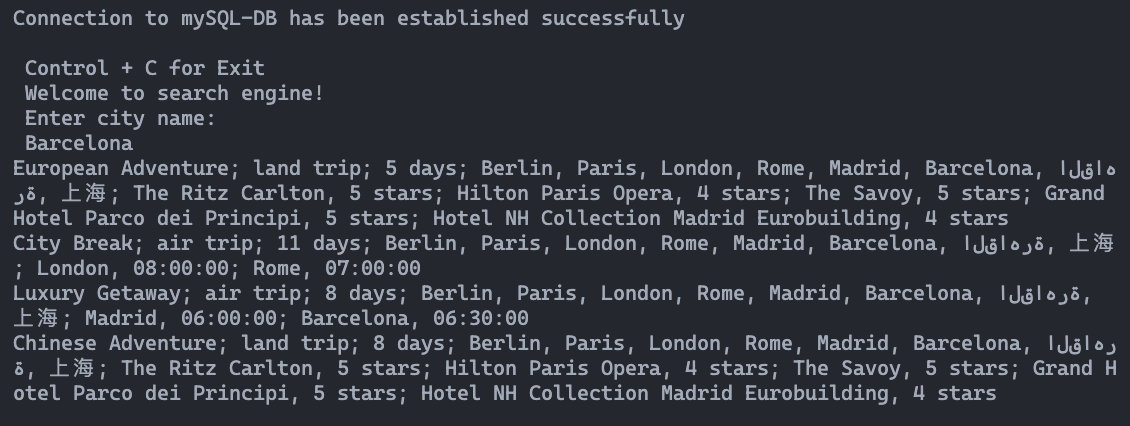 Connection to mySQL-DB has been established successfully
Control + C for Exit
Welcome to search engine!
Enter city name:
Barcelona
European Adventure; land trip; 5 days; Berlin, Paris, London, Rome, Madrid, Barcelona, القاه
رة, 上海; The Ritz Carlton, 5 stars; Hilton Paris Opera, 4 stars; The Savoy, 5 stars; Grand
Hotel Parco dei Principi, 5 stars; Hotel NH Collection Madrid Eurobuilding, 4 stars
City Break; air trip; 11 days; Berlin, Paris, London, Rome, Madrid, Barcelona, القاهرة, 上海
; London, 08:00:00; Rome, 07:00:00
Luxury Getaway; air trip; 8 days; Berlin, Paris, London, Rome, Madrid, Barcelona, القاهرة,
上海; Madrid, 06:00:00; Barcelona, 06:30:00
Chinese Adventure; land trip; 8 days; Berlin, Paris, London, Rome, Madrid, Barcelona, القاهر
ة, 上海; The Ritz Carlton, 5 stars; Hilton Paris Opera, 4 stars; The Savoy, 5 stars; Grand H
otel Parco dei Principi, 5 stars; Hotel NH Collection Madrid Eurobuilding, 4 stars